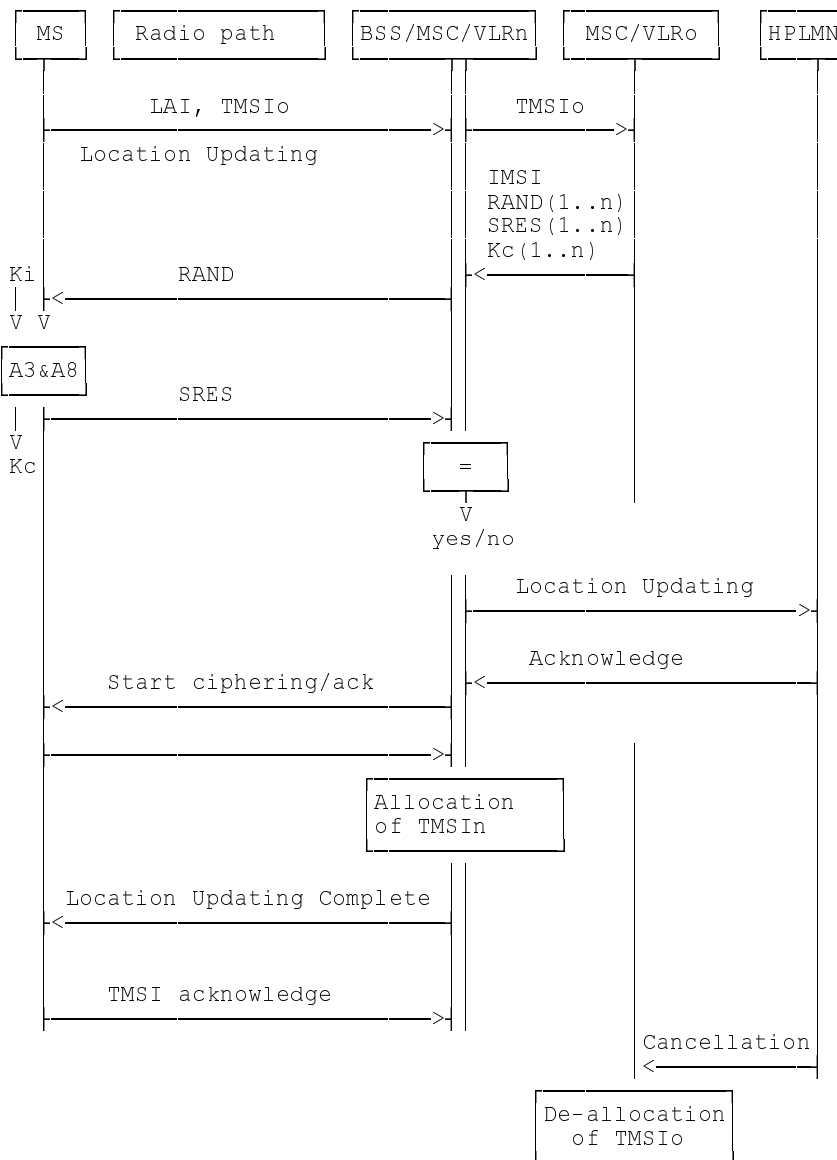 MS
Radio path
BSS/MSC/VLRn
MSC/VLRo
HPLMN
LAI, TMSIo
TMSIo
Location Updating
IMSI
RAND(1..n)
SRES(1..n)
Kc(1..n)
Ki
RAND
V V
A3&A8
SRES
V
Kc
=
V
yes/no
Location Updating
Acknowledge
Start ciphering/ack
Allocation
of TMSIn
Location Updating Complete
TMSI acknowledge
Cancellation
De-allocation
of TMSIo